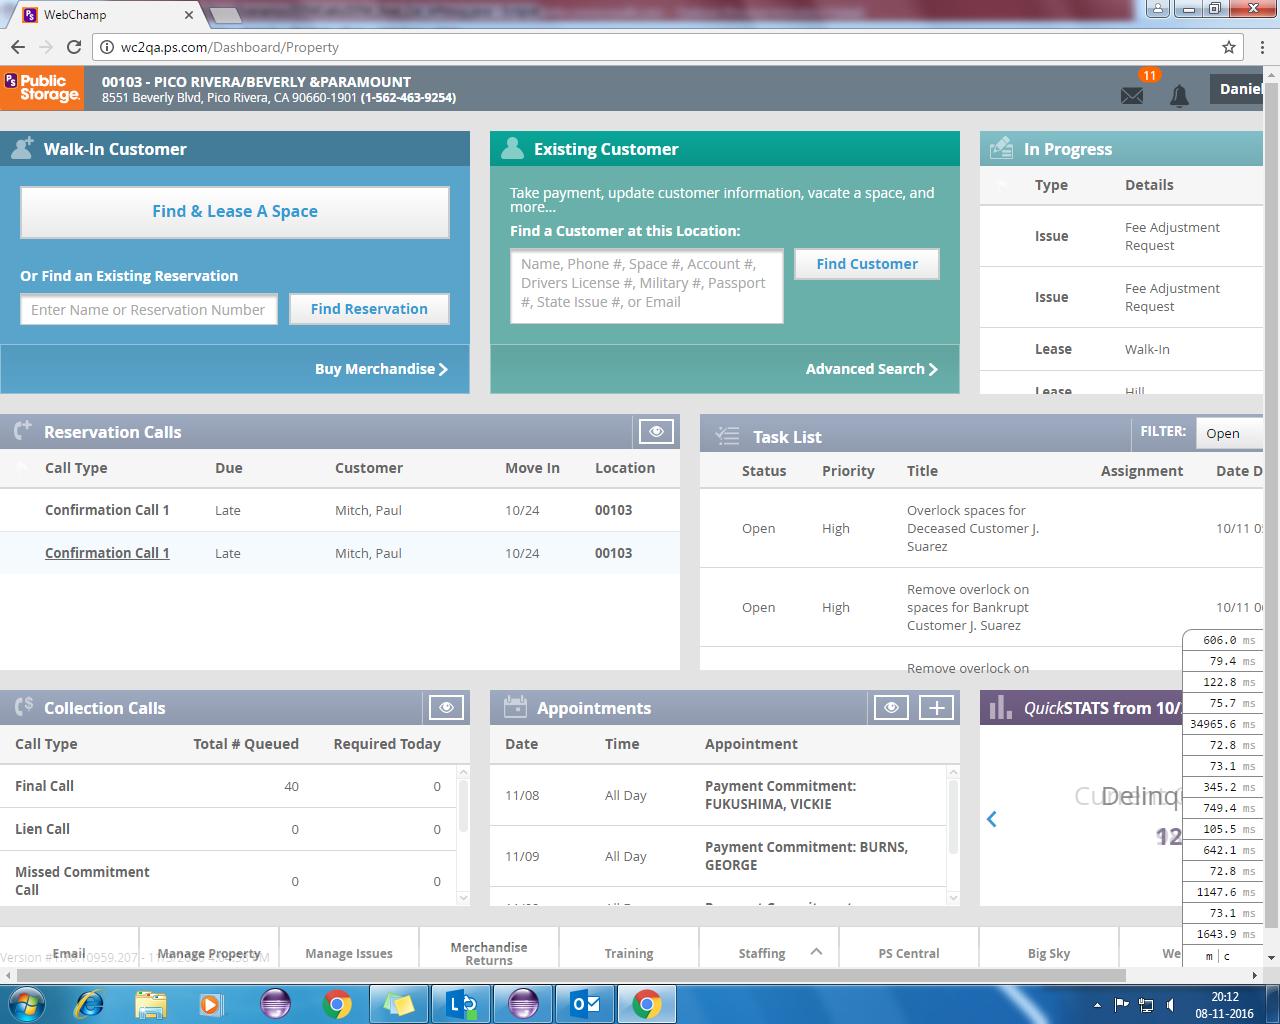 WebChamp
wc2qa.ps.com/Dashboard/Property
PS Public Storage.
00103 - PICO RIVERA/BEVERLY &PARAMOUNT
8551 Beverly Blvd, Pico Rivera, CA 90660-1901 (1-562-463-9254)
11
Daniel
Walk-In Customer
Find & Lease A Space
Or Find an Existing Reservation
Enter Name or Reservation Number
Find Reservation
Buy Merchandise
Existing Customer
Take payment, update customer information, vacate a space, and
more...
Find a Customer at this Location:
Name, Phone #, Space #, Account #,
Drivers License #, Military #, Passport
#, State Issue #, or Email
Find Customer
Advanced Search
In Progress
Type Details
Issue Fee Adjustment
Request
Issue Fee Adjustment
Request
Lease Walk-In
Lease Hill
Reservation Calls
Call Type Due Customer Move In Location
Confirmation Call 1 Late Mitch, Paul 10/24 00103
Confirmation Call 1 Late Mitch, Paul 10/24 00103
Task List
FILTER: Open
Status Priority Title Assignment Date D
Open High Overlock spaces for
Deceased Customer J.
Suarez
10/11 0
Open High Remove overlock on
spaces for Bankrupt
Customer J. Suarez
10/11 0
Remove overlock on
Collection Calls
Call Type Total # Queued Required Today
Final Call 40 0
Lien Call 0 0
Missed Commitment
Call
0 0
Appointments
Date Time Appointment
11/08 All Day Payment Commitment:
FUKUSHIMA, VICKIE
11/09 All Day Payment Commitment: BURNS,
GEORGE
QuickSTATS from 10/
Delinq
12
606.0 ms
79.4 ms
122.8 ms
75.7 ms
34965.6 ms
72.8 ms
73.1 ms
345.2 ms
749.4 ms
105.5 ms
642.1 ms
72.8 ms
1147.6 ms
73.1 ms
1643.9 ms
m | c
Email
Manage Property
Manage Issues
Merchandise
Returns
Training
Staffing
PS Central
Big Sky
We
20:12
08-11-2016